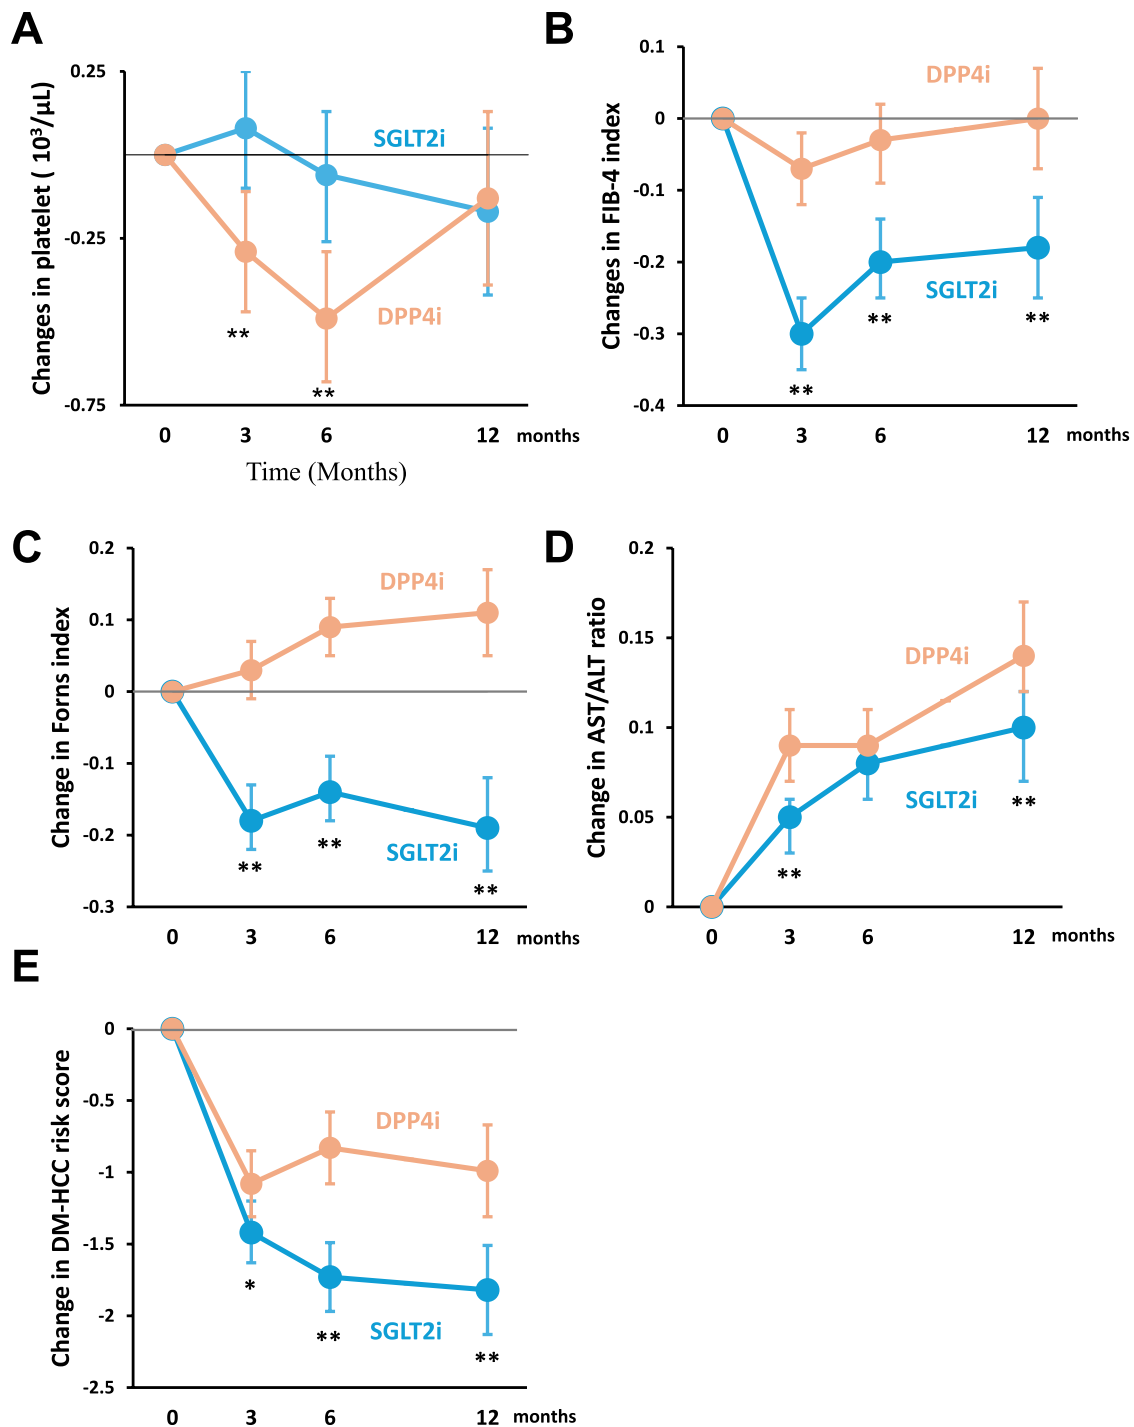 A
Changes in platelet ( 10³/µL)
0.25
-0.25
-0.75
SGLT2i
DPP4i
**
**
0 3 6 12 months
Time (Months)
B
Changes in FIB-4 index
0.1
0
-0.1
-0.2
-0.3
-0.4
DPP4i
SGLT2i
**
**
**
0 3 6 12 months
C
Change in Forns index
0.2
0.1
0
-0.1
-0.2
-0.3
DPP4i
SGLT2i
**
**
**
0 3 6 12 months
D
Change in AST/ALT ratio
0.2
0.15
0.1
0.05
0
DPP4i
SGLT2i
**
**
0 3 6 12 months
E
Change in DM-HCC risk score
0
-0.5
-1
-1.5
-2
-2.5
DPP4i
SGLT2i
*
**
**
0 3 6 12 months